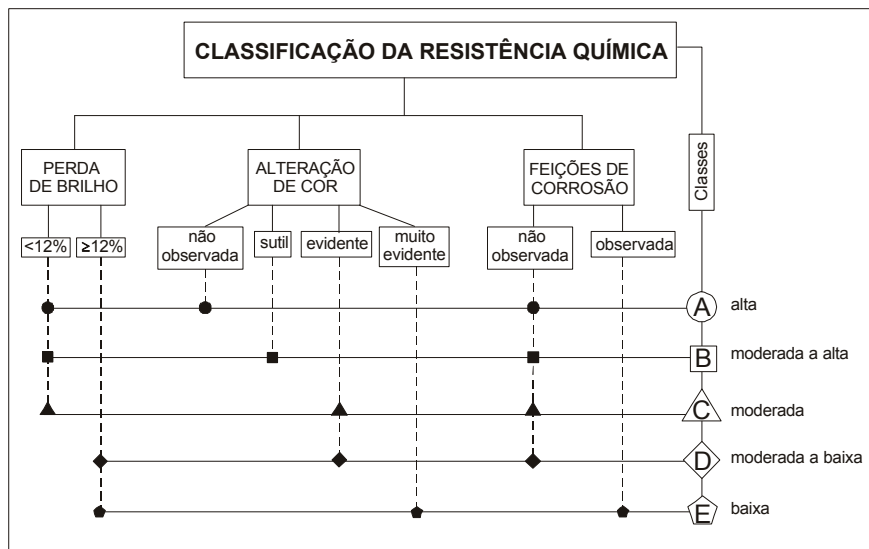 CLASSIFICAÇÃO DA RESISTÊNCIA QUÍMICA
Classes
PERDA
DE BRILHO
ALTERAÇÃO
DE COR
FEIÇÕES DE
CORROSÃO
<12%
≥12%
não
observada
sutil
evidente
muito
evidente
não
observada
observada
A alta
B moderada a alta
C moderada
D moderada a baixa
E baixa